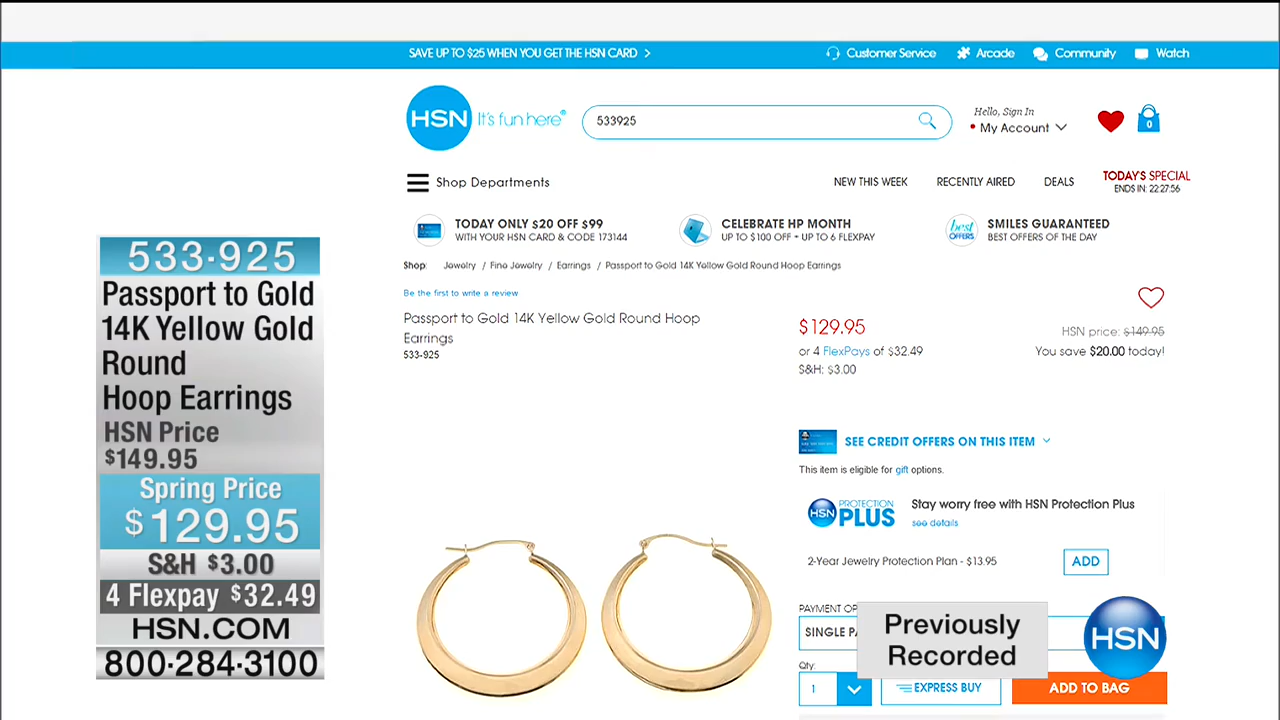 SAVE UP TO $25 WHEN YOU GET THE HSN CARD >
Customer Service
Arcade
Community
Watch
HSN It's fun here®
533925
Hello, Sign In
My Account
0
Shop Departments
NEW THIS WEEK
RECENTLY AIRED
DEALS
TODAY'S SPECIAL
ENDS IN: 22:27:56
TODAY ONLY $20 OFF $99
WITH YOUR HSN CARD & CODE 173144
CELEBRATE HP MONTH
UP TO $100 OFF + UP TO 6 FLEXPAY
best OFFERS
SMILES GUARANTEED
BEST OFFERS OF THE DAY
Shop: Jewelry / Fine Jewelry / Earrings / Passport to Gold 14K Yellow Gold Round Hoop Earrings
Be the first to write a review
Passport to Gold 14K Yellow Gold Round Hoop
Earrings
533-925
$129.95
or 4 FlexPays of $32.49
S&H: $3.00
HSN price: $149.95
You save $20.00 today!
SEE CREDIT OFFERS ON THIS ITEM
This item is eligible for gift options.
HSN PROTECTION PLUS
Stay worry free with HSN Protection Plus
see details
2-Year Jewelry Protection Plan - $13.95
ADD
PAYMENT OP
SINGLE PA
Qty:
1
EXPRESS BUY
ADD TO BAG
533-925
Passport to Gold
14K Yellow Gold
Round
Hoop Earrings
HSN Price
$149.95
Spring Price
$129.95
S&H $3.00
4 Flexpay $32.49
HSN.COM
800-284-3100
Previously
Recorded
HSN